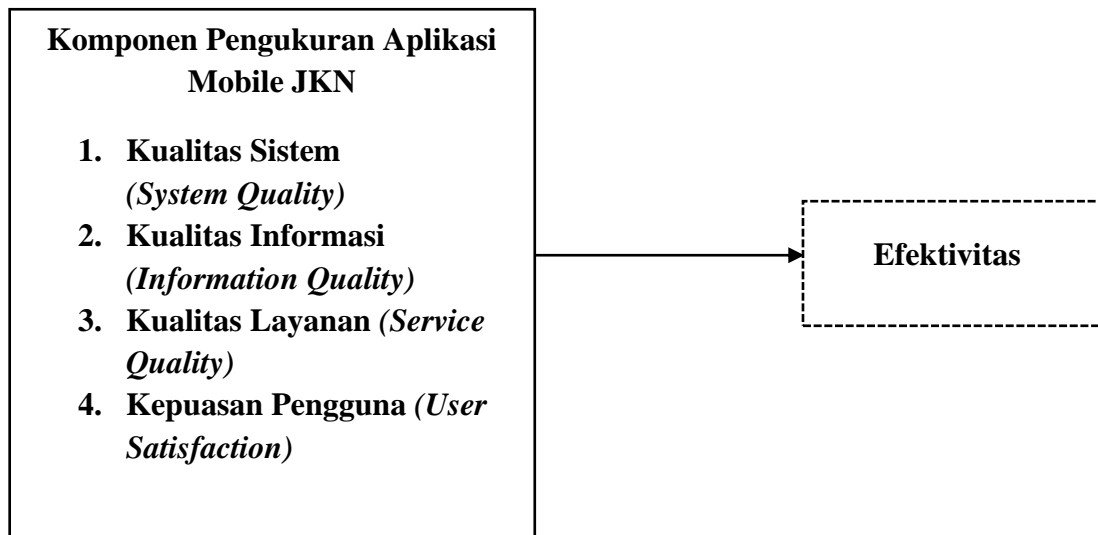 Komponen Pengukuran Aplikasi
Mobile JKN
1. Kualitas Sistem
(System Quality)
2. Kualitas Informasi
(Information Quality)
3. Kualitas Layanan (Service
Quality)
4. Kepuasan Pengguna (User
Satisfaction)
Efektivitas